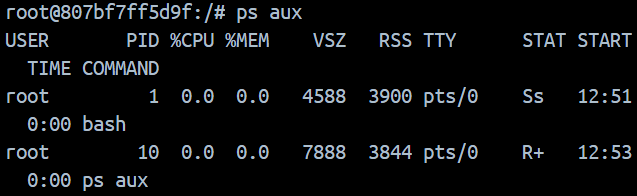 root@807bf7ff5d9f:/# ps aux
USER PID %CPU %MEM VSZ RSS TTY STAT START
TIME COMMAND
root 1 0.0 0.0 4588 3900 pts/0 Ss 12:51
0:00 bash
root 10 0.0 0.0 7888 3844 pts/0 R+ 12:53
0:00 ps aux